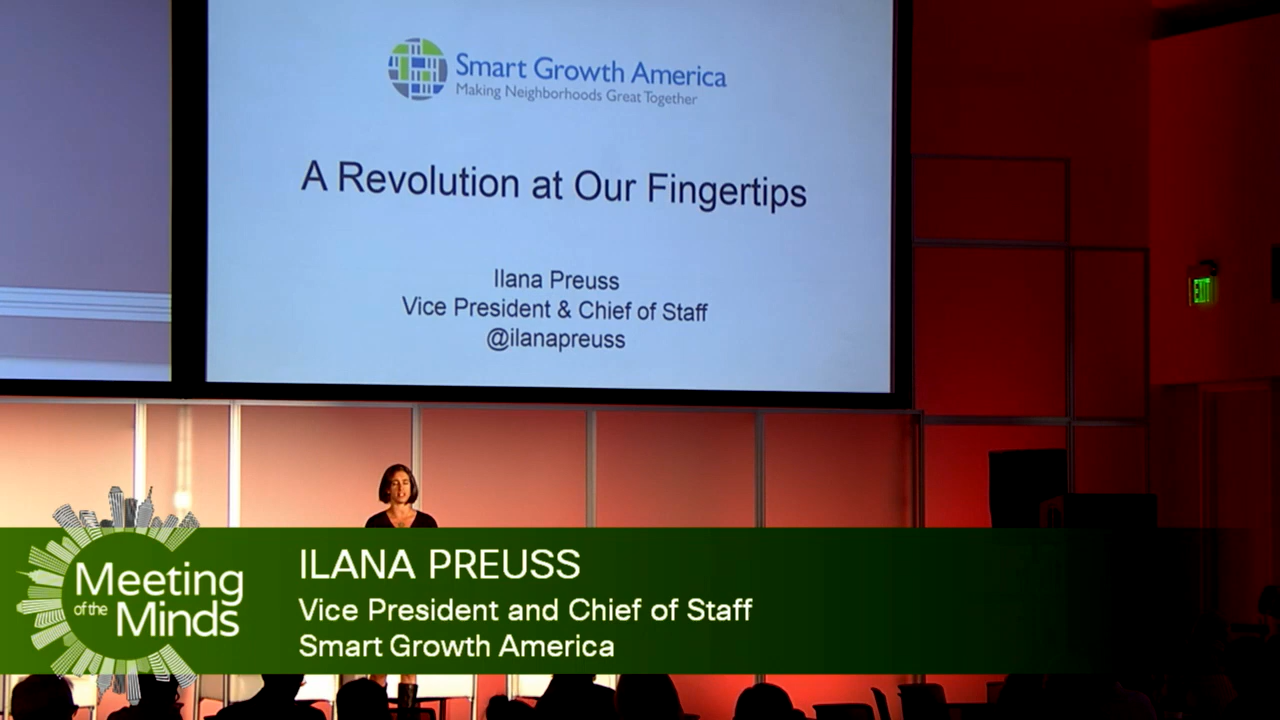 Smart Growth America
Making Neighborhoods Great Together
A Revolution at Our Fingertips
Ilana Preuss
Vice President & Chief of Staff
@ilanapreuss
EXIT
Meeting
of the
Minds
ILANA PREUSS
Vice President and Chief of Staff
Smart Growth America